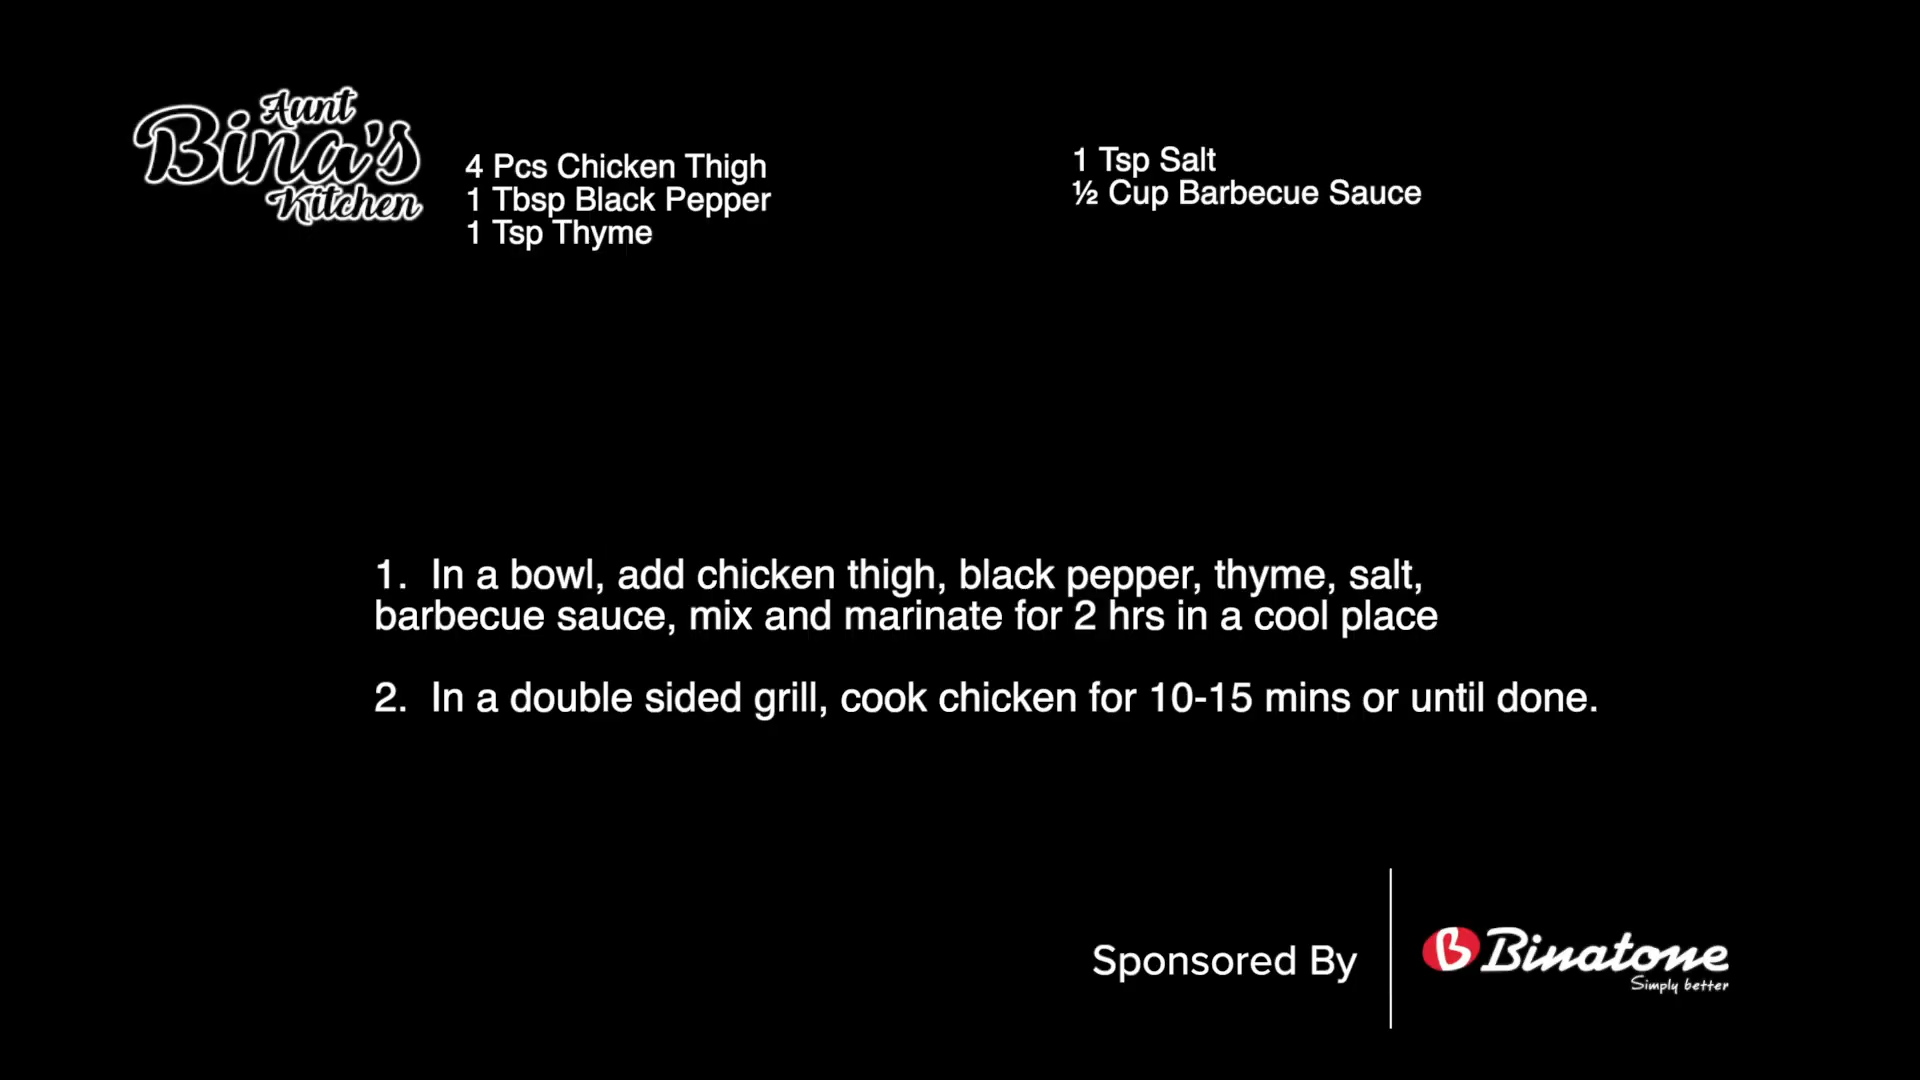 Aunt
Bina's
Kitchen
4 Pcs Chicken Thigh
1 Tbsp Black Pepper
1 Tsp Thyme
1 Tsp Salt
½ Cup Barbecue Sauce
1. In a bowl, add chicken thigh, black pepper, thyme, salt,
barbecue sauce, mix and marinate for 2 hrs in a cool place
2. In a double sided grill, cook chicken for 10-15 mins or until done.
Sponsored By
B Binatone
Simply better